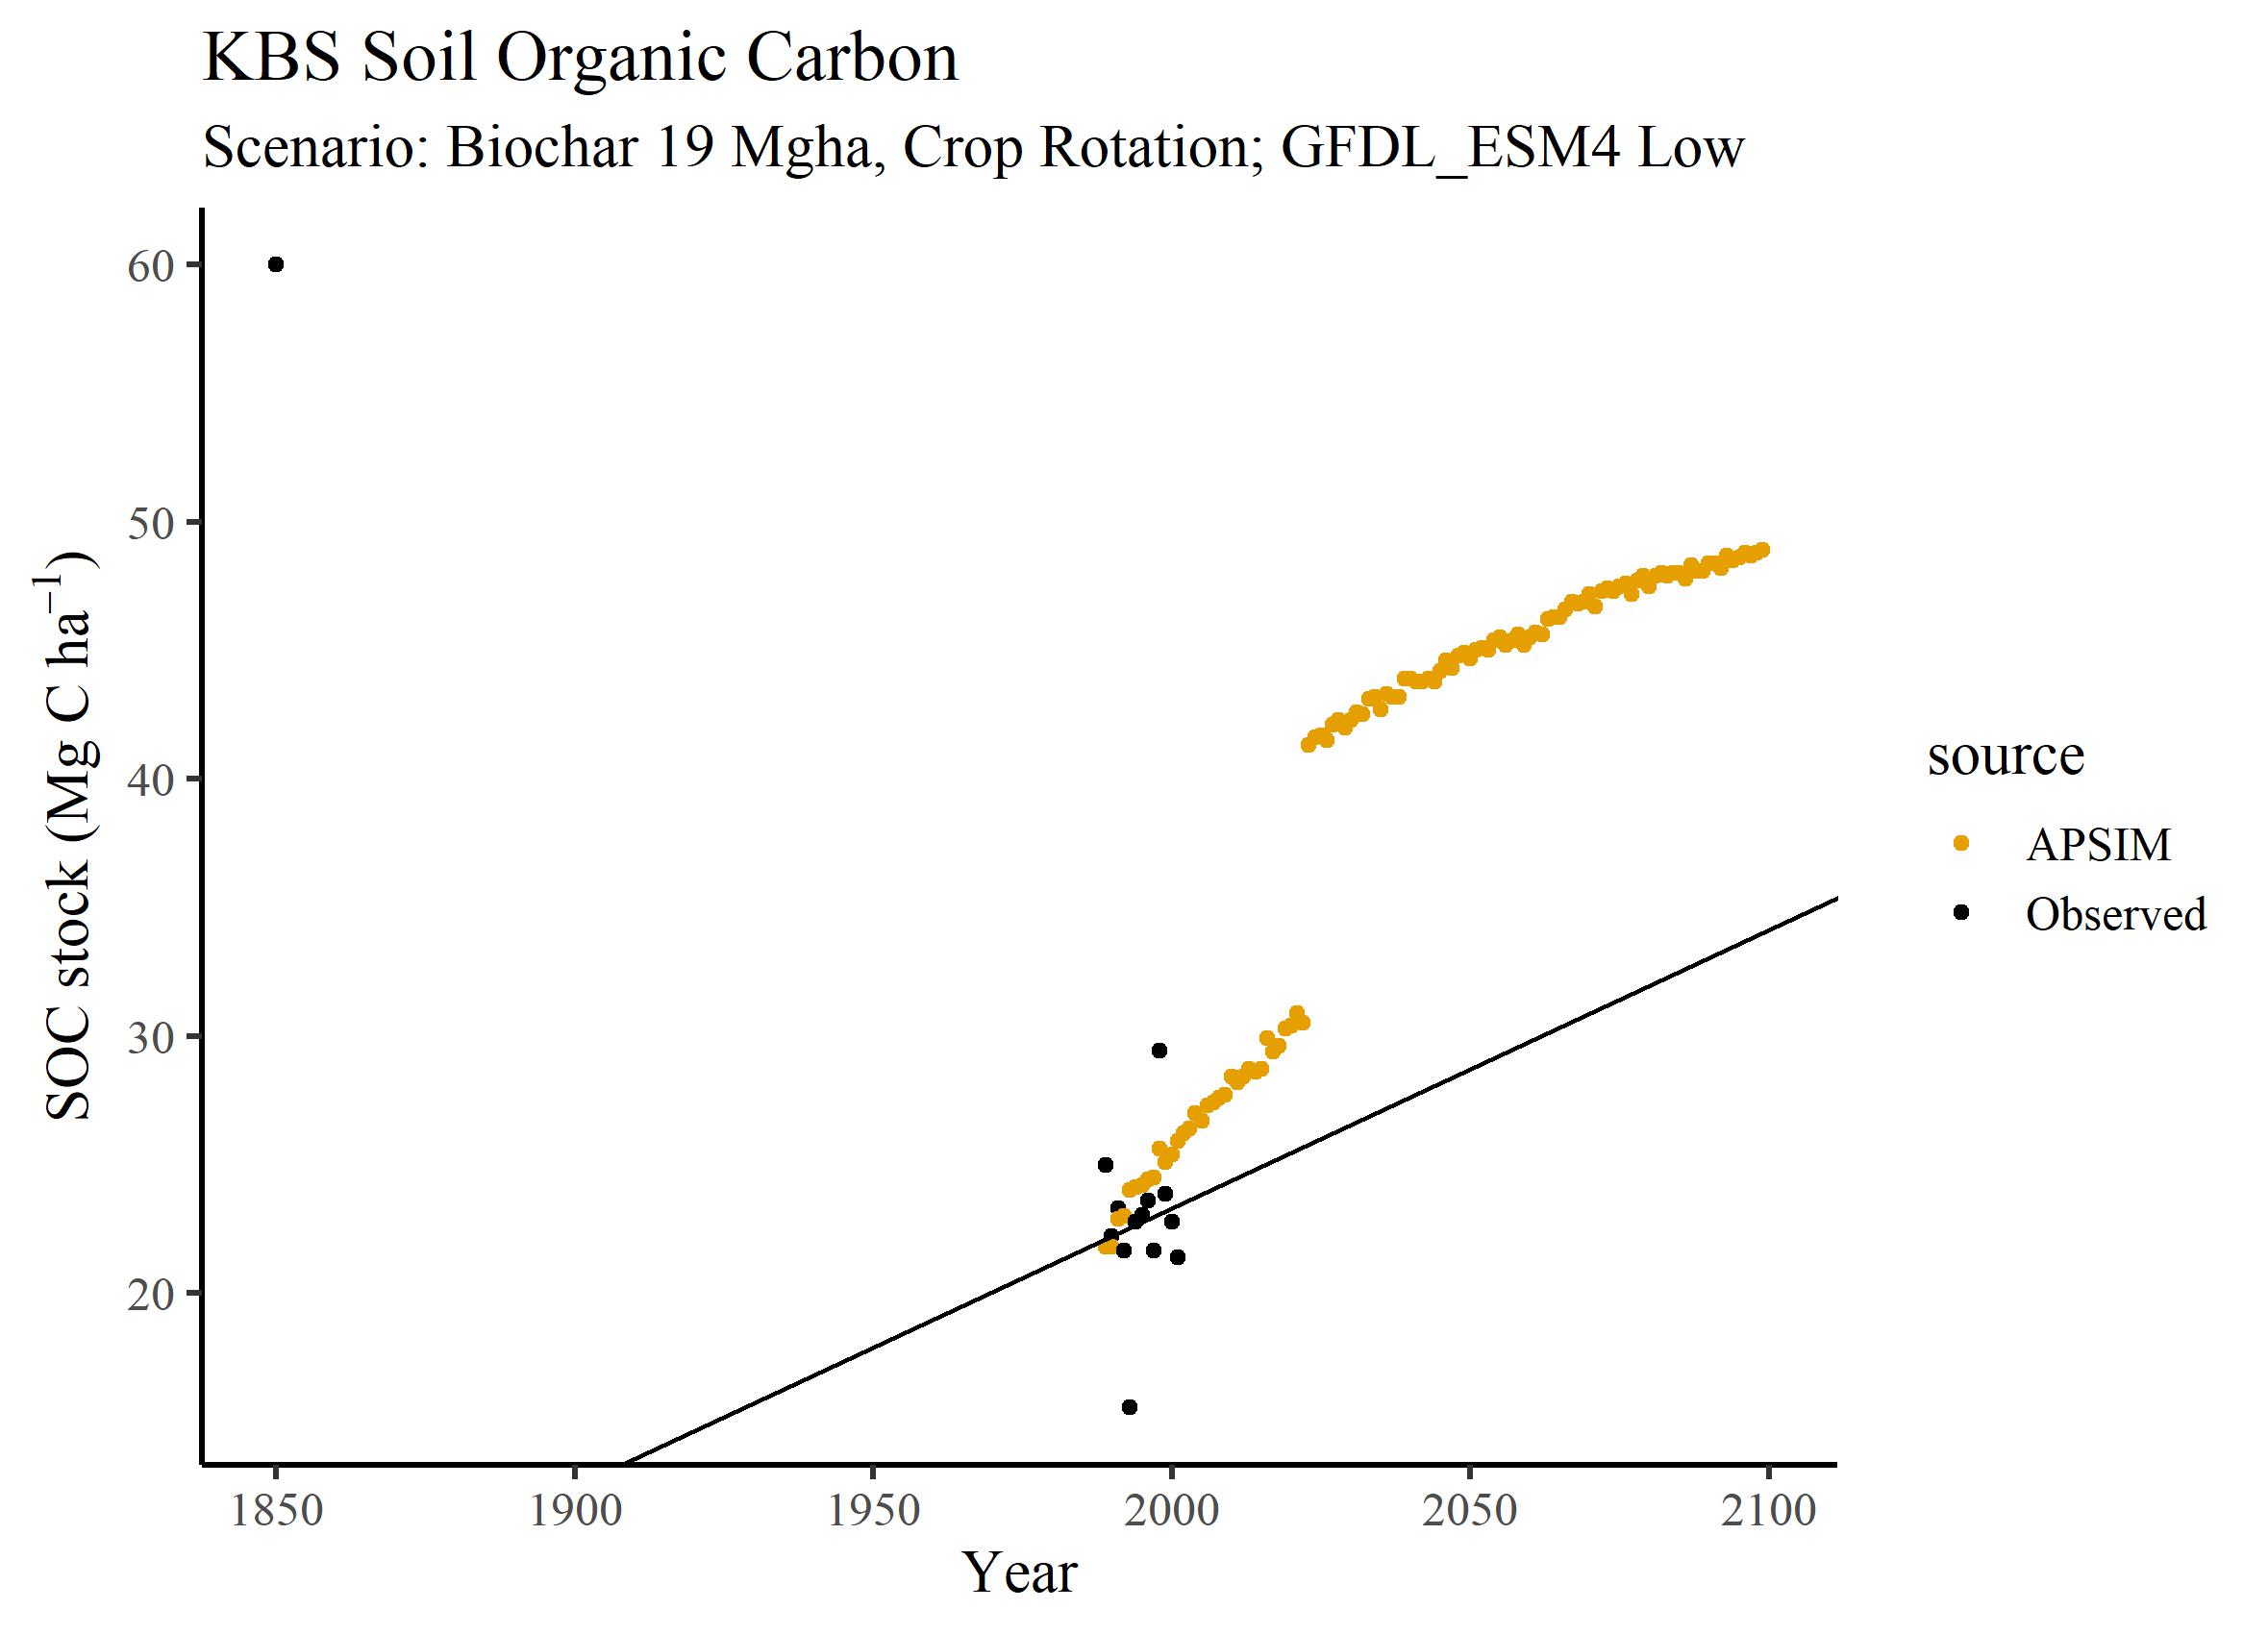 KBS Soil Organic Carbon
Scenario: Biochar 19 Mgha, Crop Rotation; GFDL_ESM4 Low
SOC stock (Mg C ha⁻¹)
60
50
40
30
20
1850 1900 1950 2000 2050 2100
Year
source
APSIM
Observed